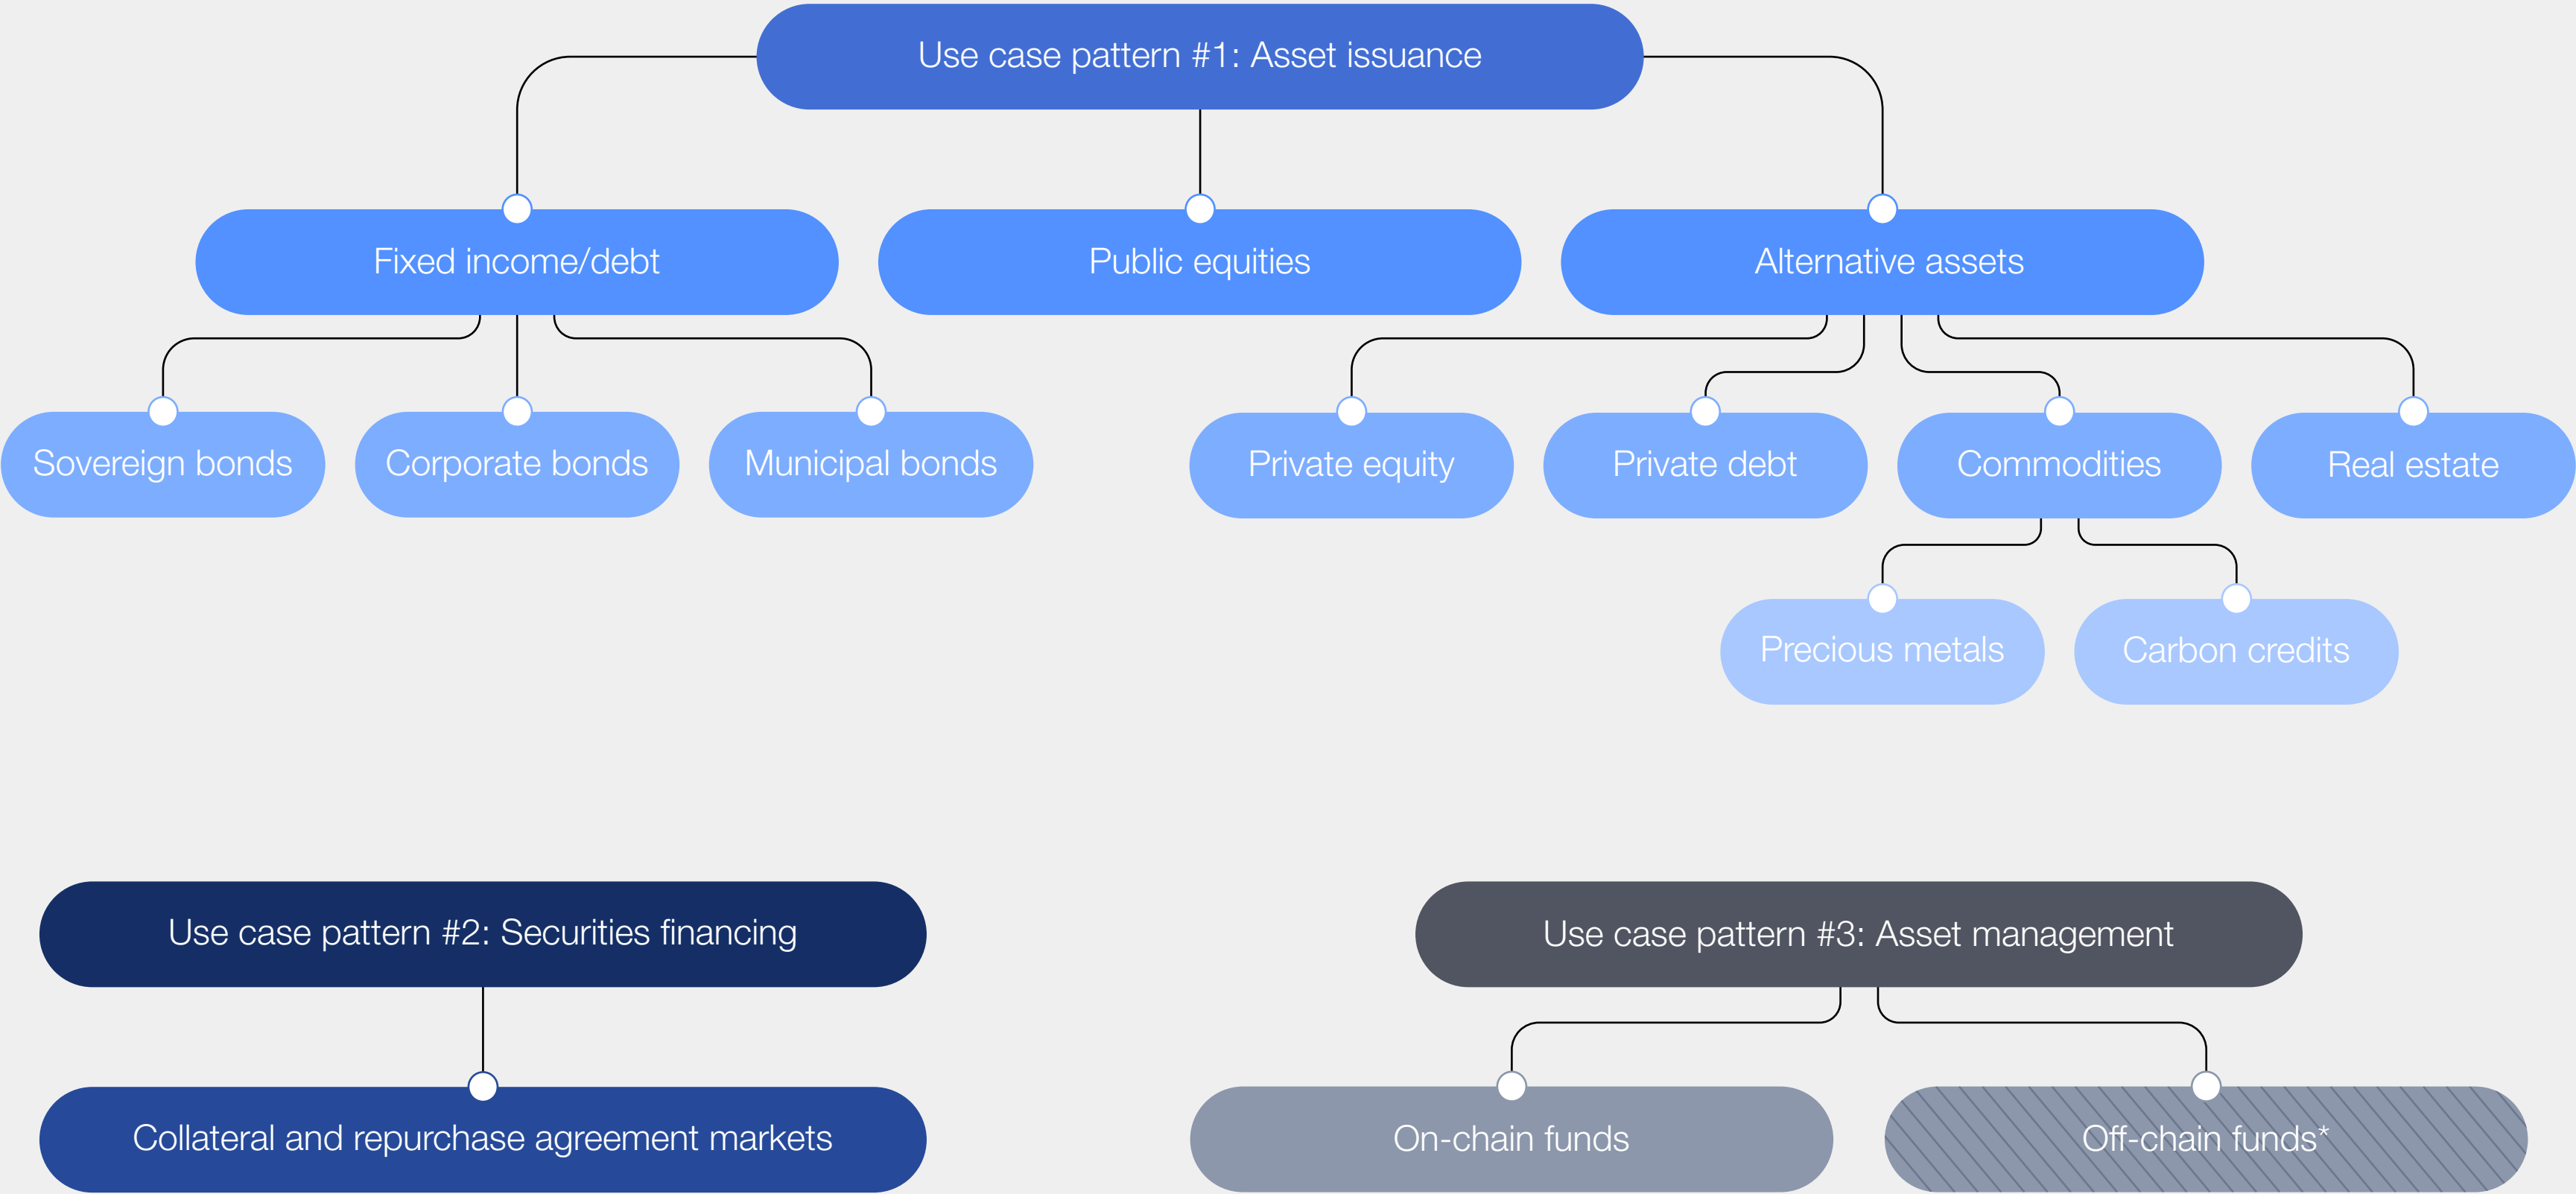 Use case pattern #1: Asset issuance
Fixed income/debt
Public equities
Alternative assets
Sovereign bonds
Corporate bonds
Municipal bonds
Private equity
Private debt
Commodities
Real estate
Precious metals
Carbon credits
Use case pattern #2: Securities financing
Use case pattern #3: Asset management
Collateral and repurchase agreement markets
On-chain funds
Off-chain funds*